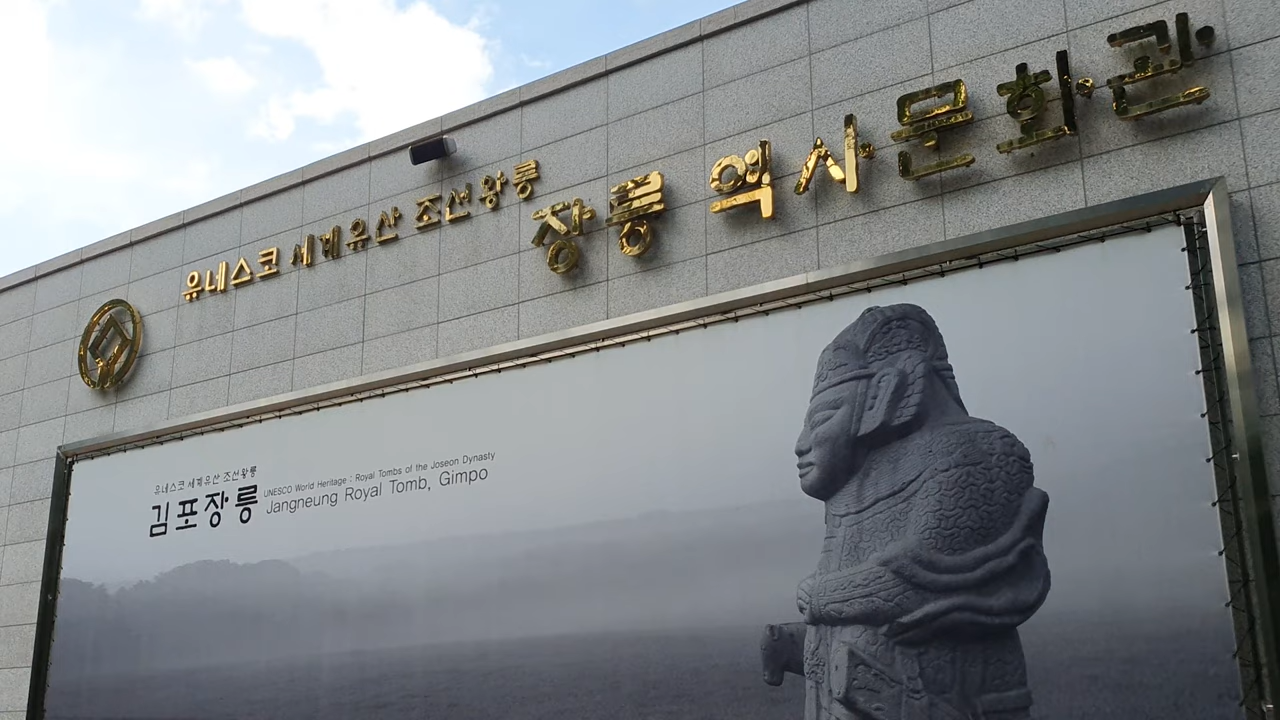 유네스코 세계유산 조선왕릉
장릉 역사문화관
유네스코 세계유산 조선왕릉
김포장릉
UNESCO World Heritage : Royal Tombs of the Joseon Dynasty
Jangneung Royal Tomb, Gimpo